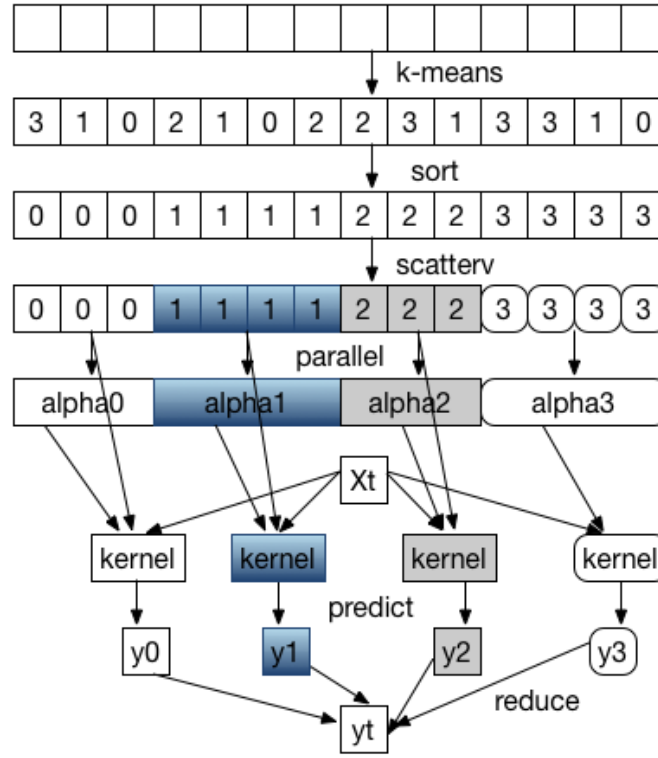 k-means
3 1 0 2 1 0 2 2 3 1 3 3 1 0
sort
0 0 0 1 1 1 1 2 2 2 3 3 3 3
scatterv
0 0 0 1 1 1 1 2 2 2 3 3 3 3
parallel
alpha0 alpha1 alpha2 alpha3
Xt
kernel kernel kernel kernel
predict
y0 y1 y2 y3
reduce
yt